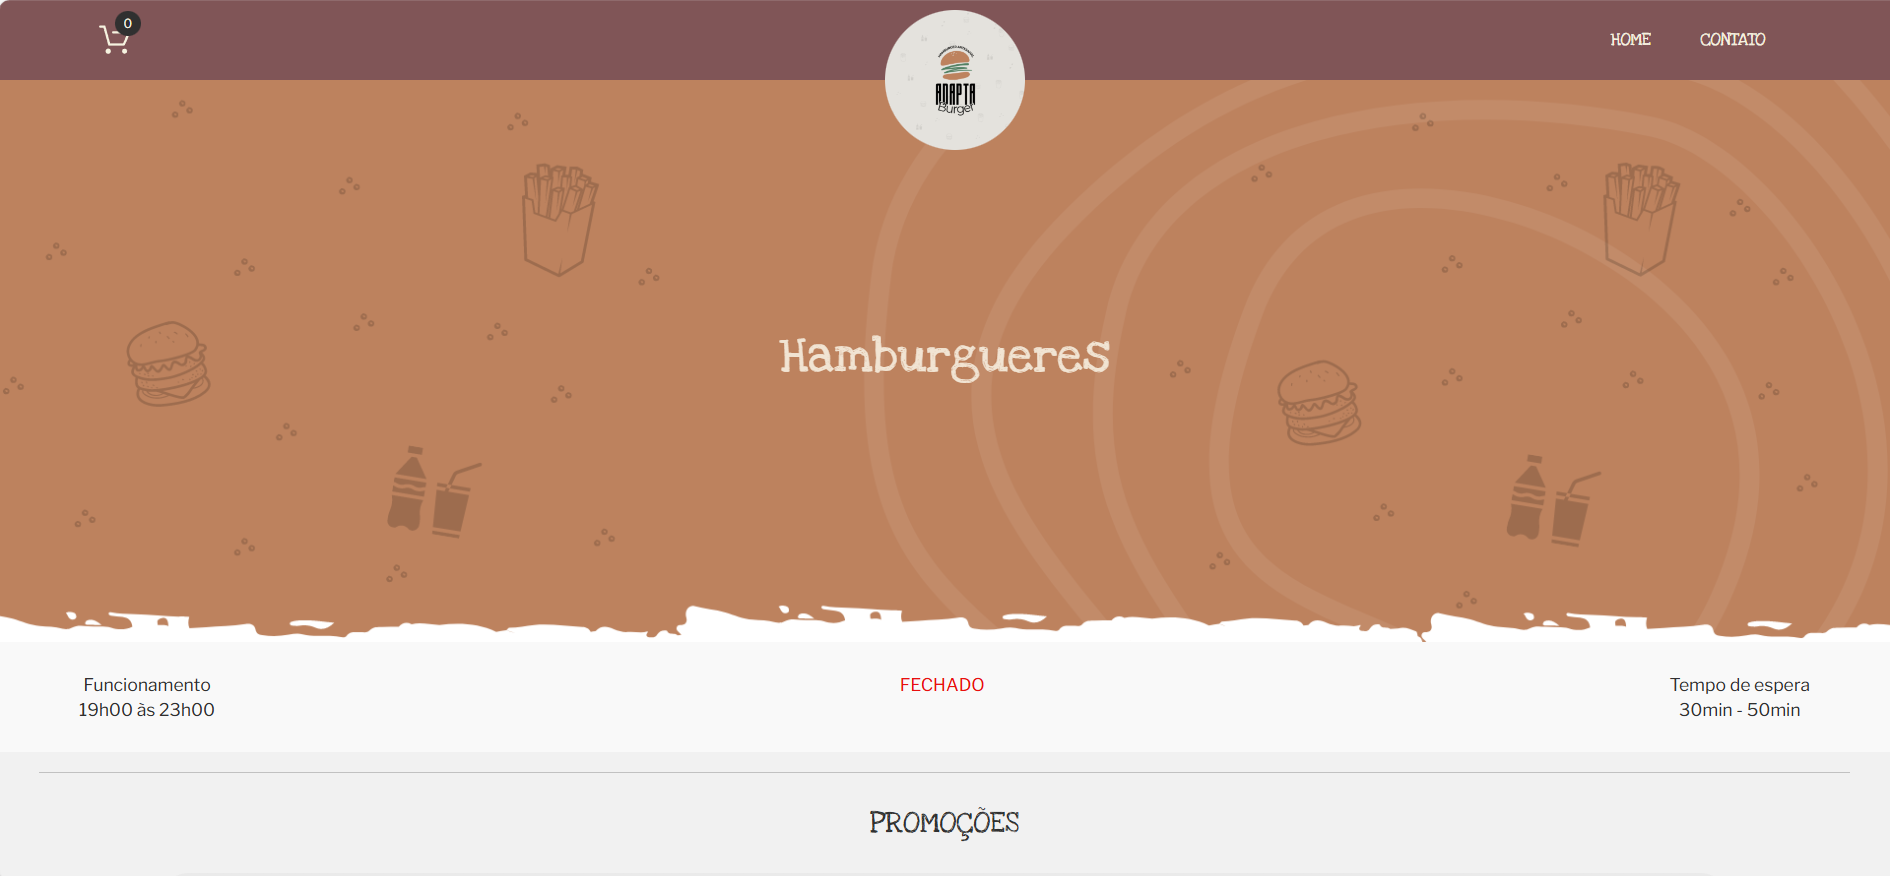 0
HOME
CONTATO
ADAPTA
Burger
Hamburgueres
Funcionamento
19h00 às 23h00
FECHADO
Tempo de espera
30min - 50min
PROMOÇÕES